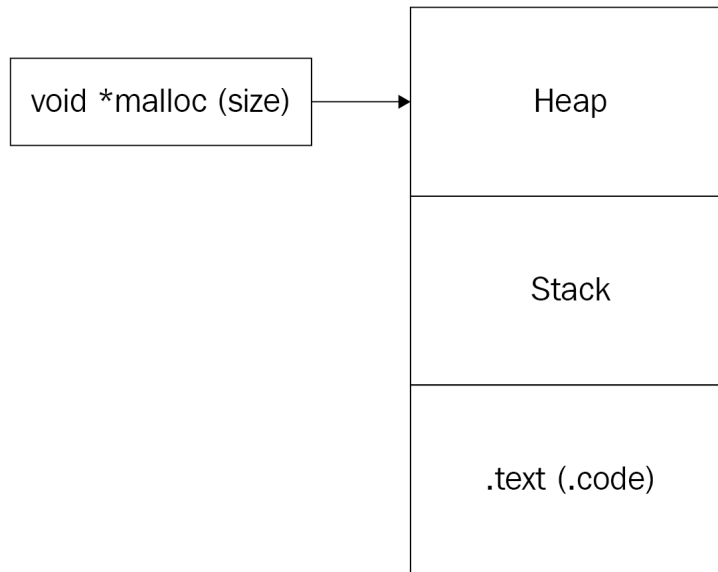 void *malloc (size)
Heap
Stack
.text (.code)